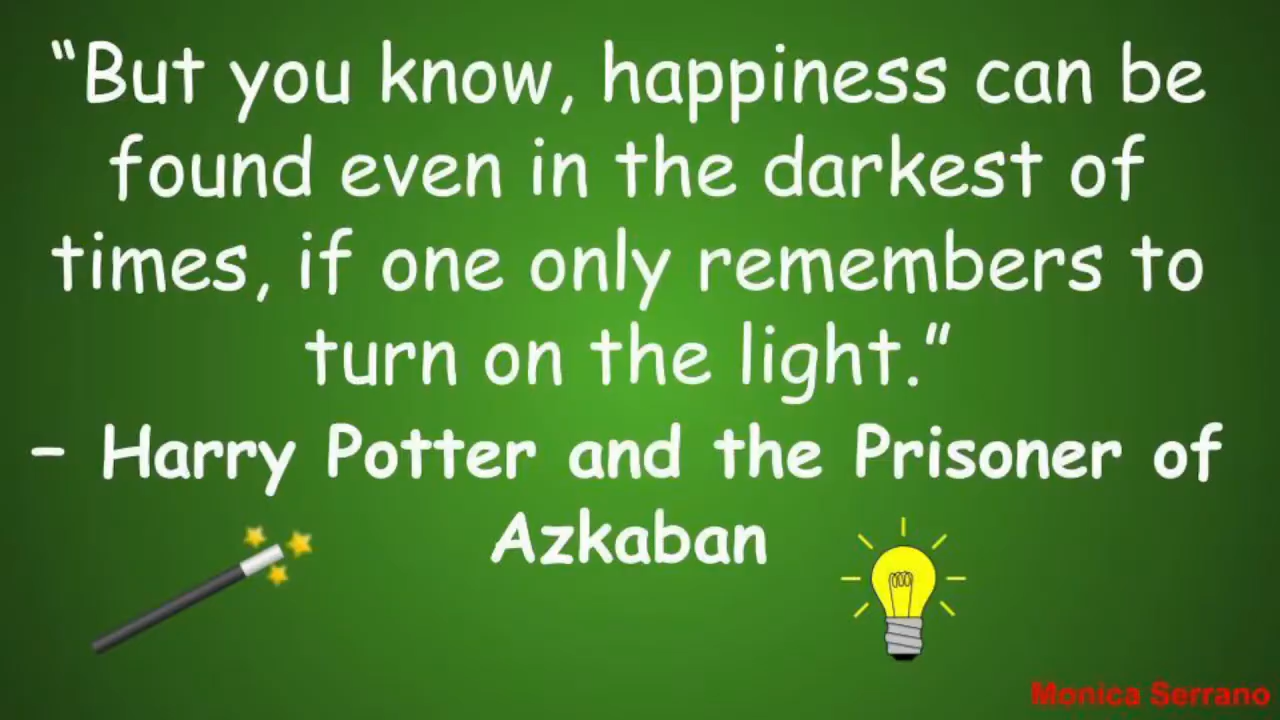 “But you know, happiness can be
found even in the darkest of
times, if one only remembers to
turn on the light.”
– Harry Potter and the Prisoner of
Azkaban
Monica Serrano